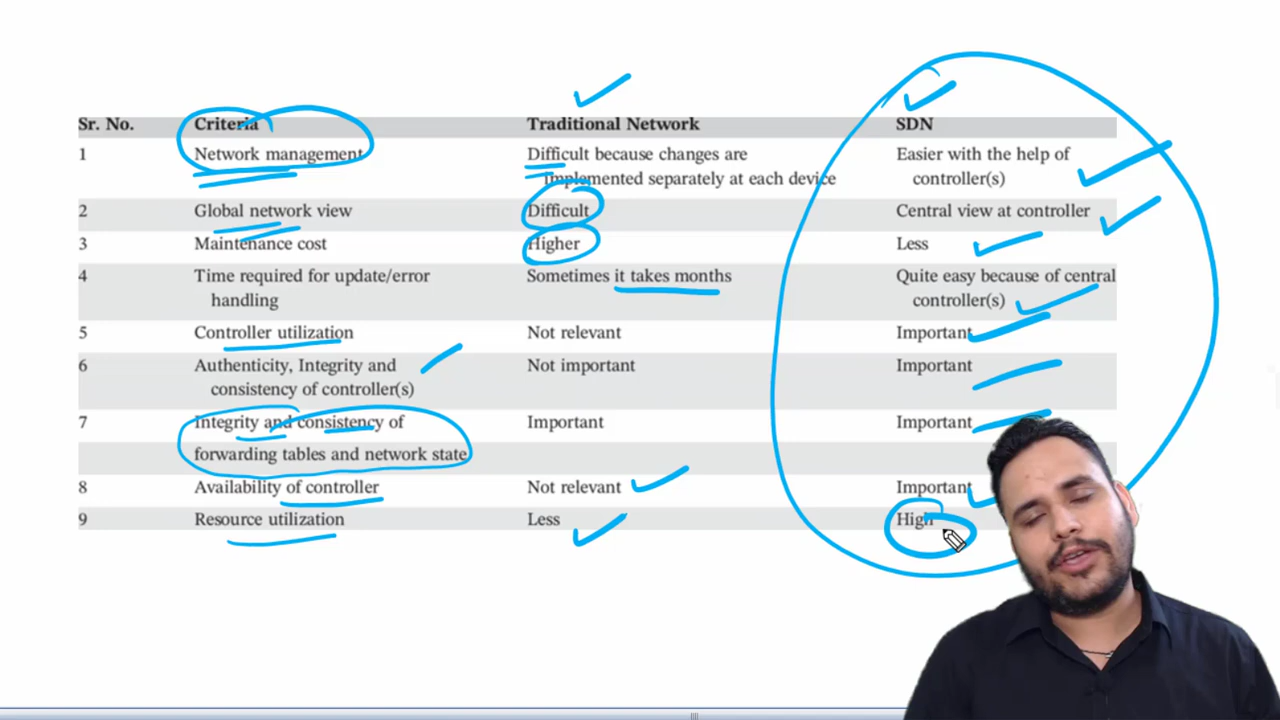 Sr. No. Criteria Traditional Network SDN
1 Network management Difficult because changes are Easier with the help of
implemented separately at each device controller(s)
2 Global network view Difficult Central view at controller
3 Maintenance cost Higher Less
4 Time required for update/error Sometimes it takes months Quite easy because of central
handling controller(s)
5 Controller utilization Not relevant Important
6 Authenticity, Integrity and Not important Important
consistency of controller(s)
7 Integrity and consistency of Important Important
forwarding tables and network state
8 Availability of controller Not relevant Important
9 Resource utilization Less High